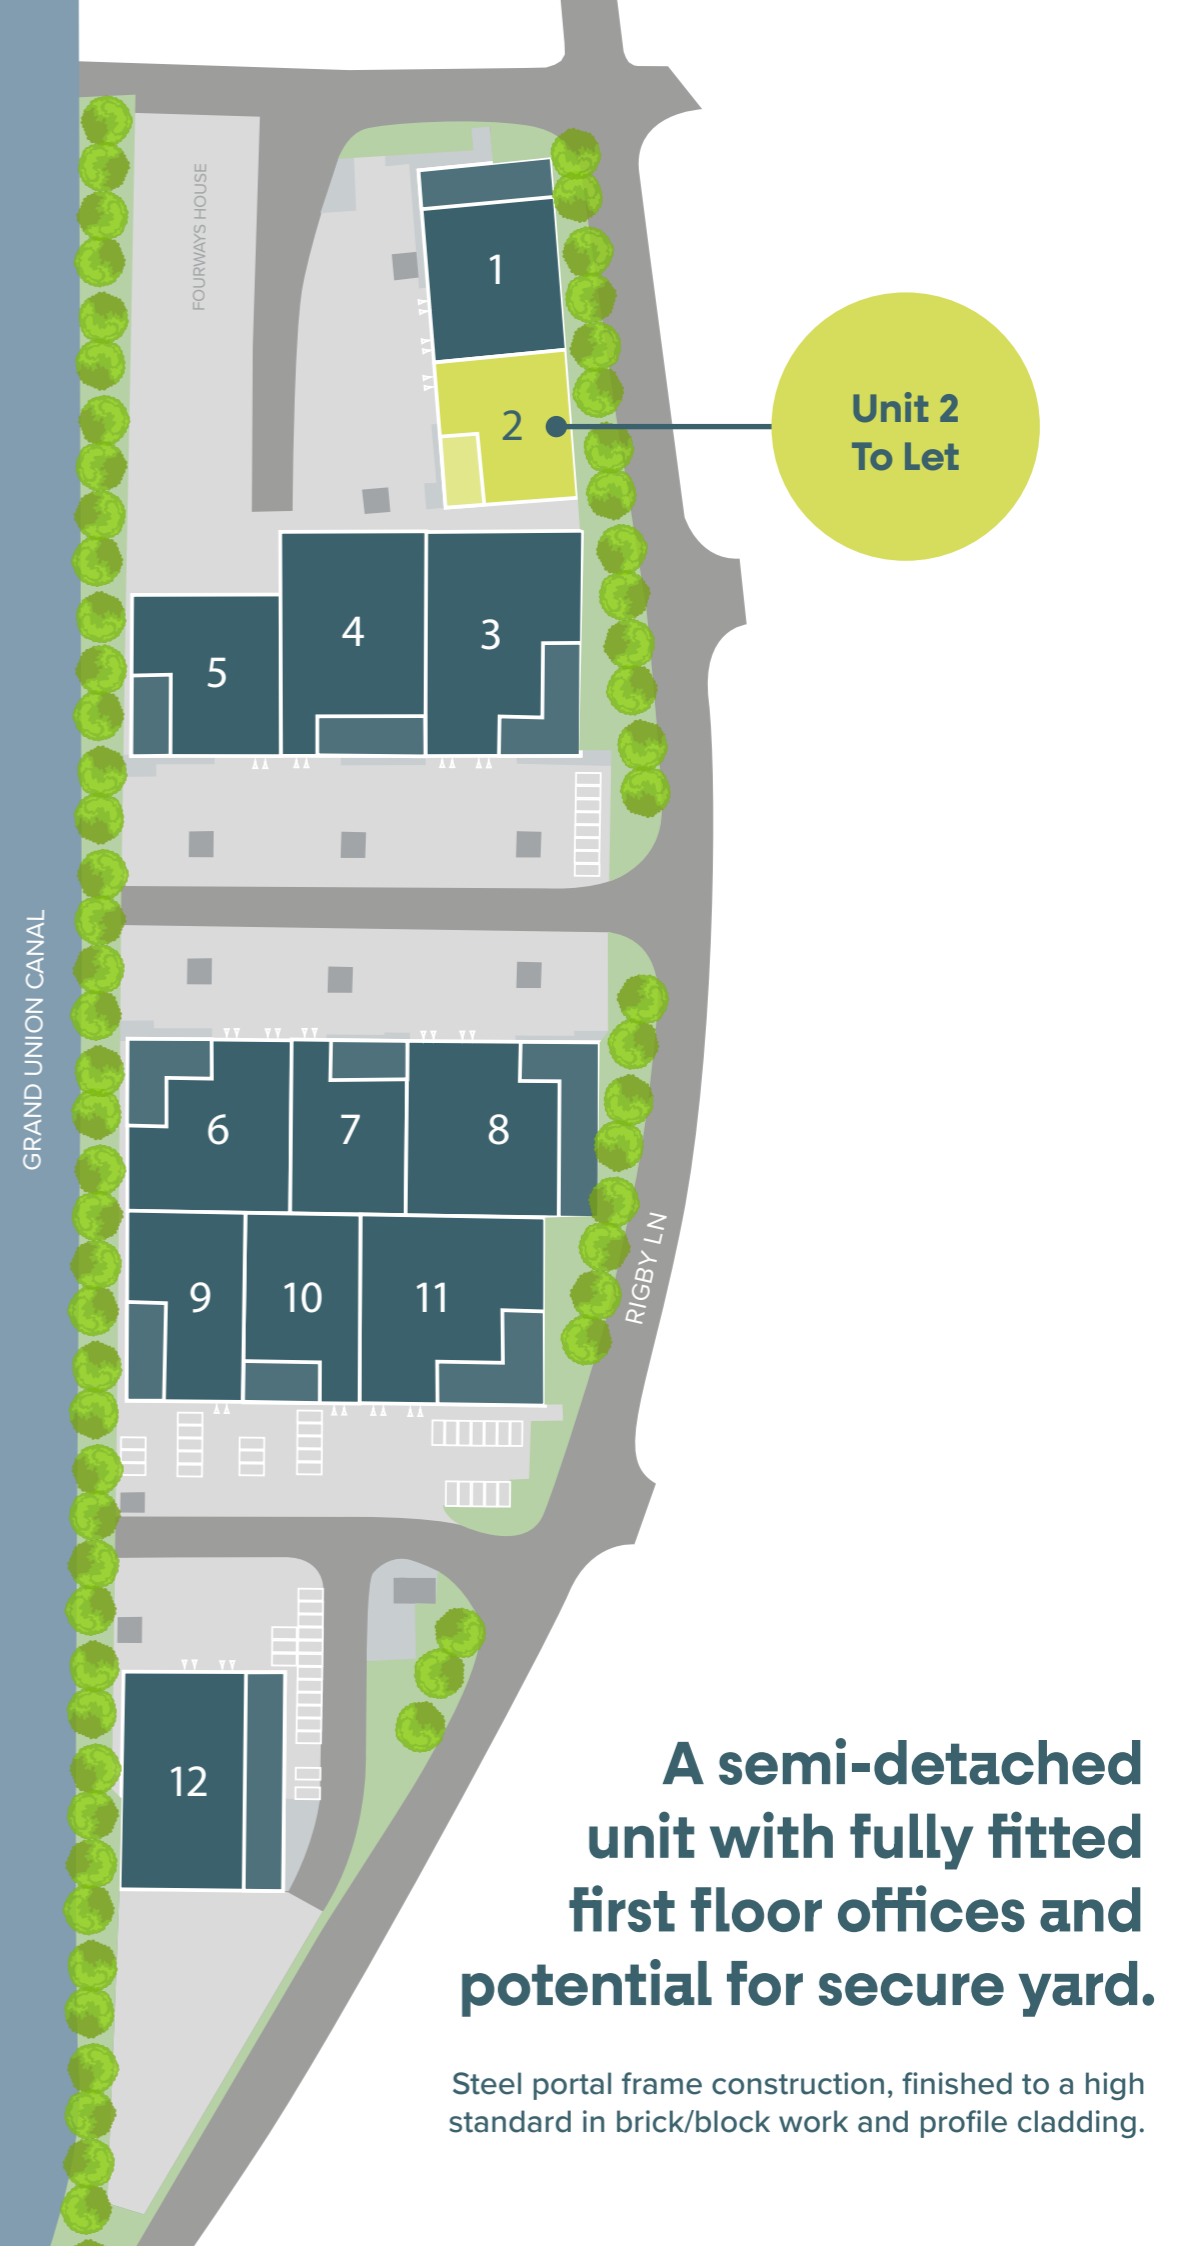 FOURWAYS HOUSE
1
2
Unit 2
To Let
3
4
5
GRAND UNION CANAL
6
7
8
RIGBY LN
9
10
11
12
A semi-detached
unit with fully fitted
first floor offices and
potential for secure yard.
Steel portal frame construction, finished to a high
standard in brick/block work and profile cladding.